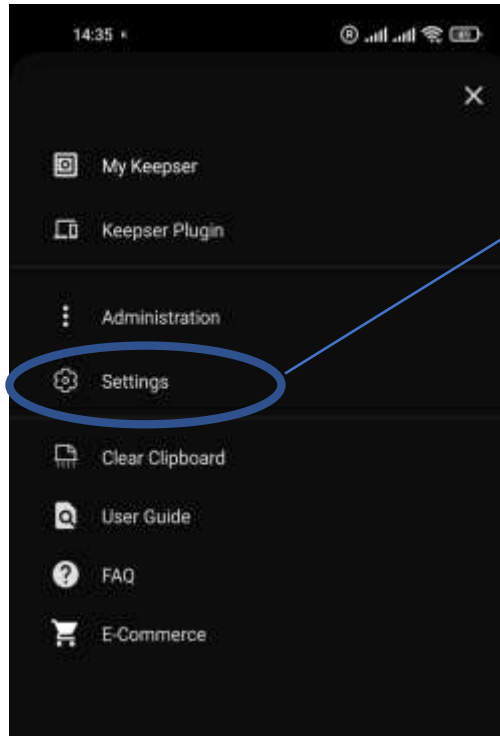 14:35
My Keepser
Keepser Plugin
Administration
Settings
Clear Clipboard
User Guide
FAQ
E-Commerce